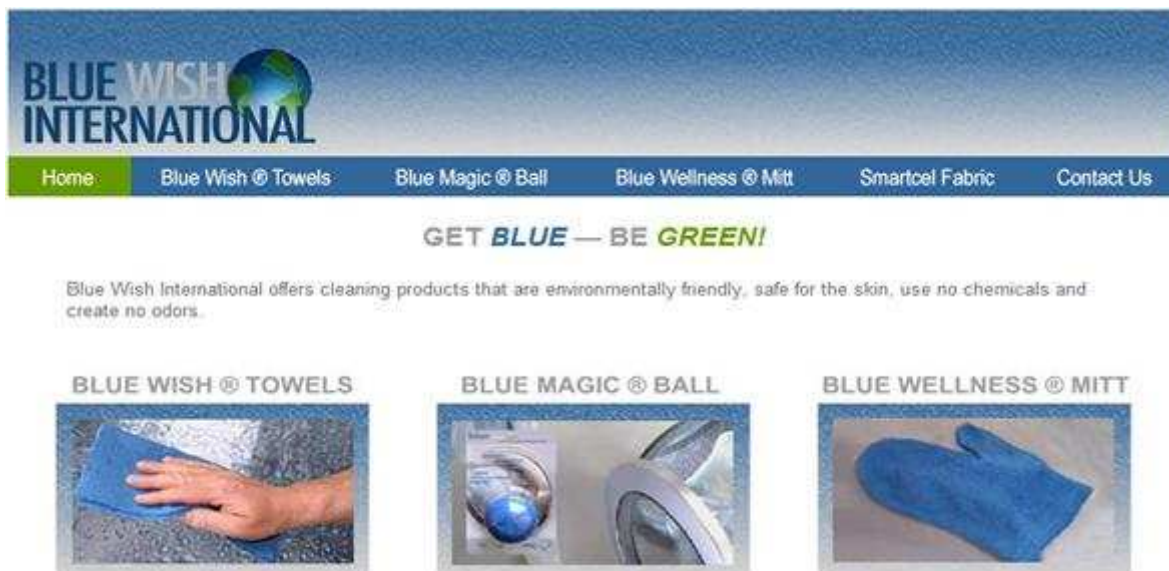 BLUE WISH
INTERNATIONAL
Home Blue Wish ® Towels Blue Magic ® Ball Blue Wellness ® Mitt Smartcel Fabric Contact Us
GET BLUE — BE GREEN!
Blue Wish International offers cleaning products that are environmentally friendly, safe for the skin, use no chemicals and
create no odors.
BLUE WISH ® TOWELS BLUE MAGIC ® BALL BLUE WELLNESS ® MITT